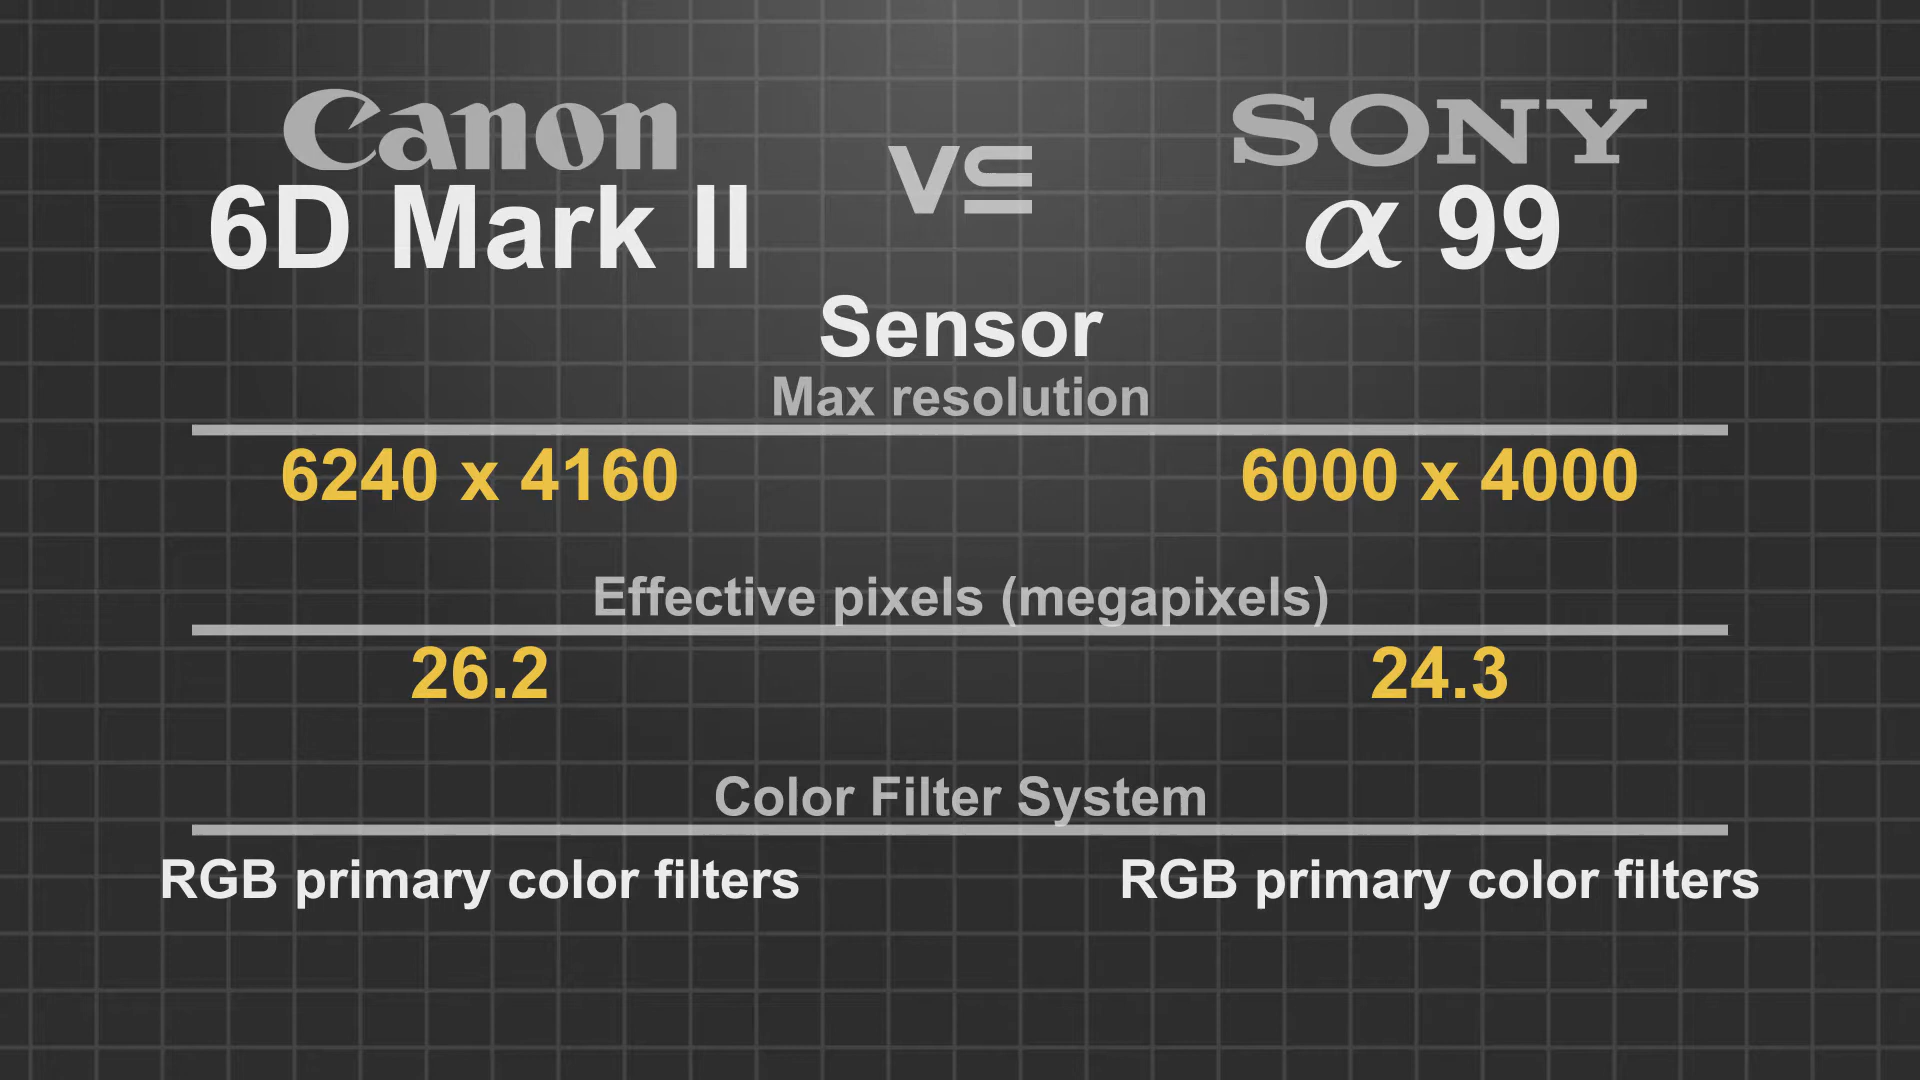 Canon VS SONY
6D Mark II α 99
Sensor
Max resolution
6240 x 4160 6000 x 4000
Effective pixels (megapixels)
26.2 24.3
Color Filter System
RGB primary color filters RGB primary color filters